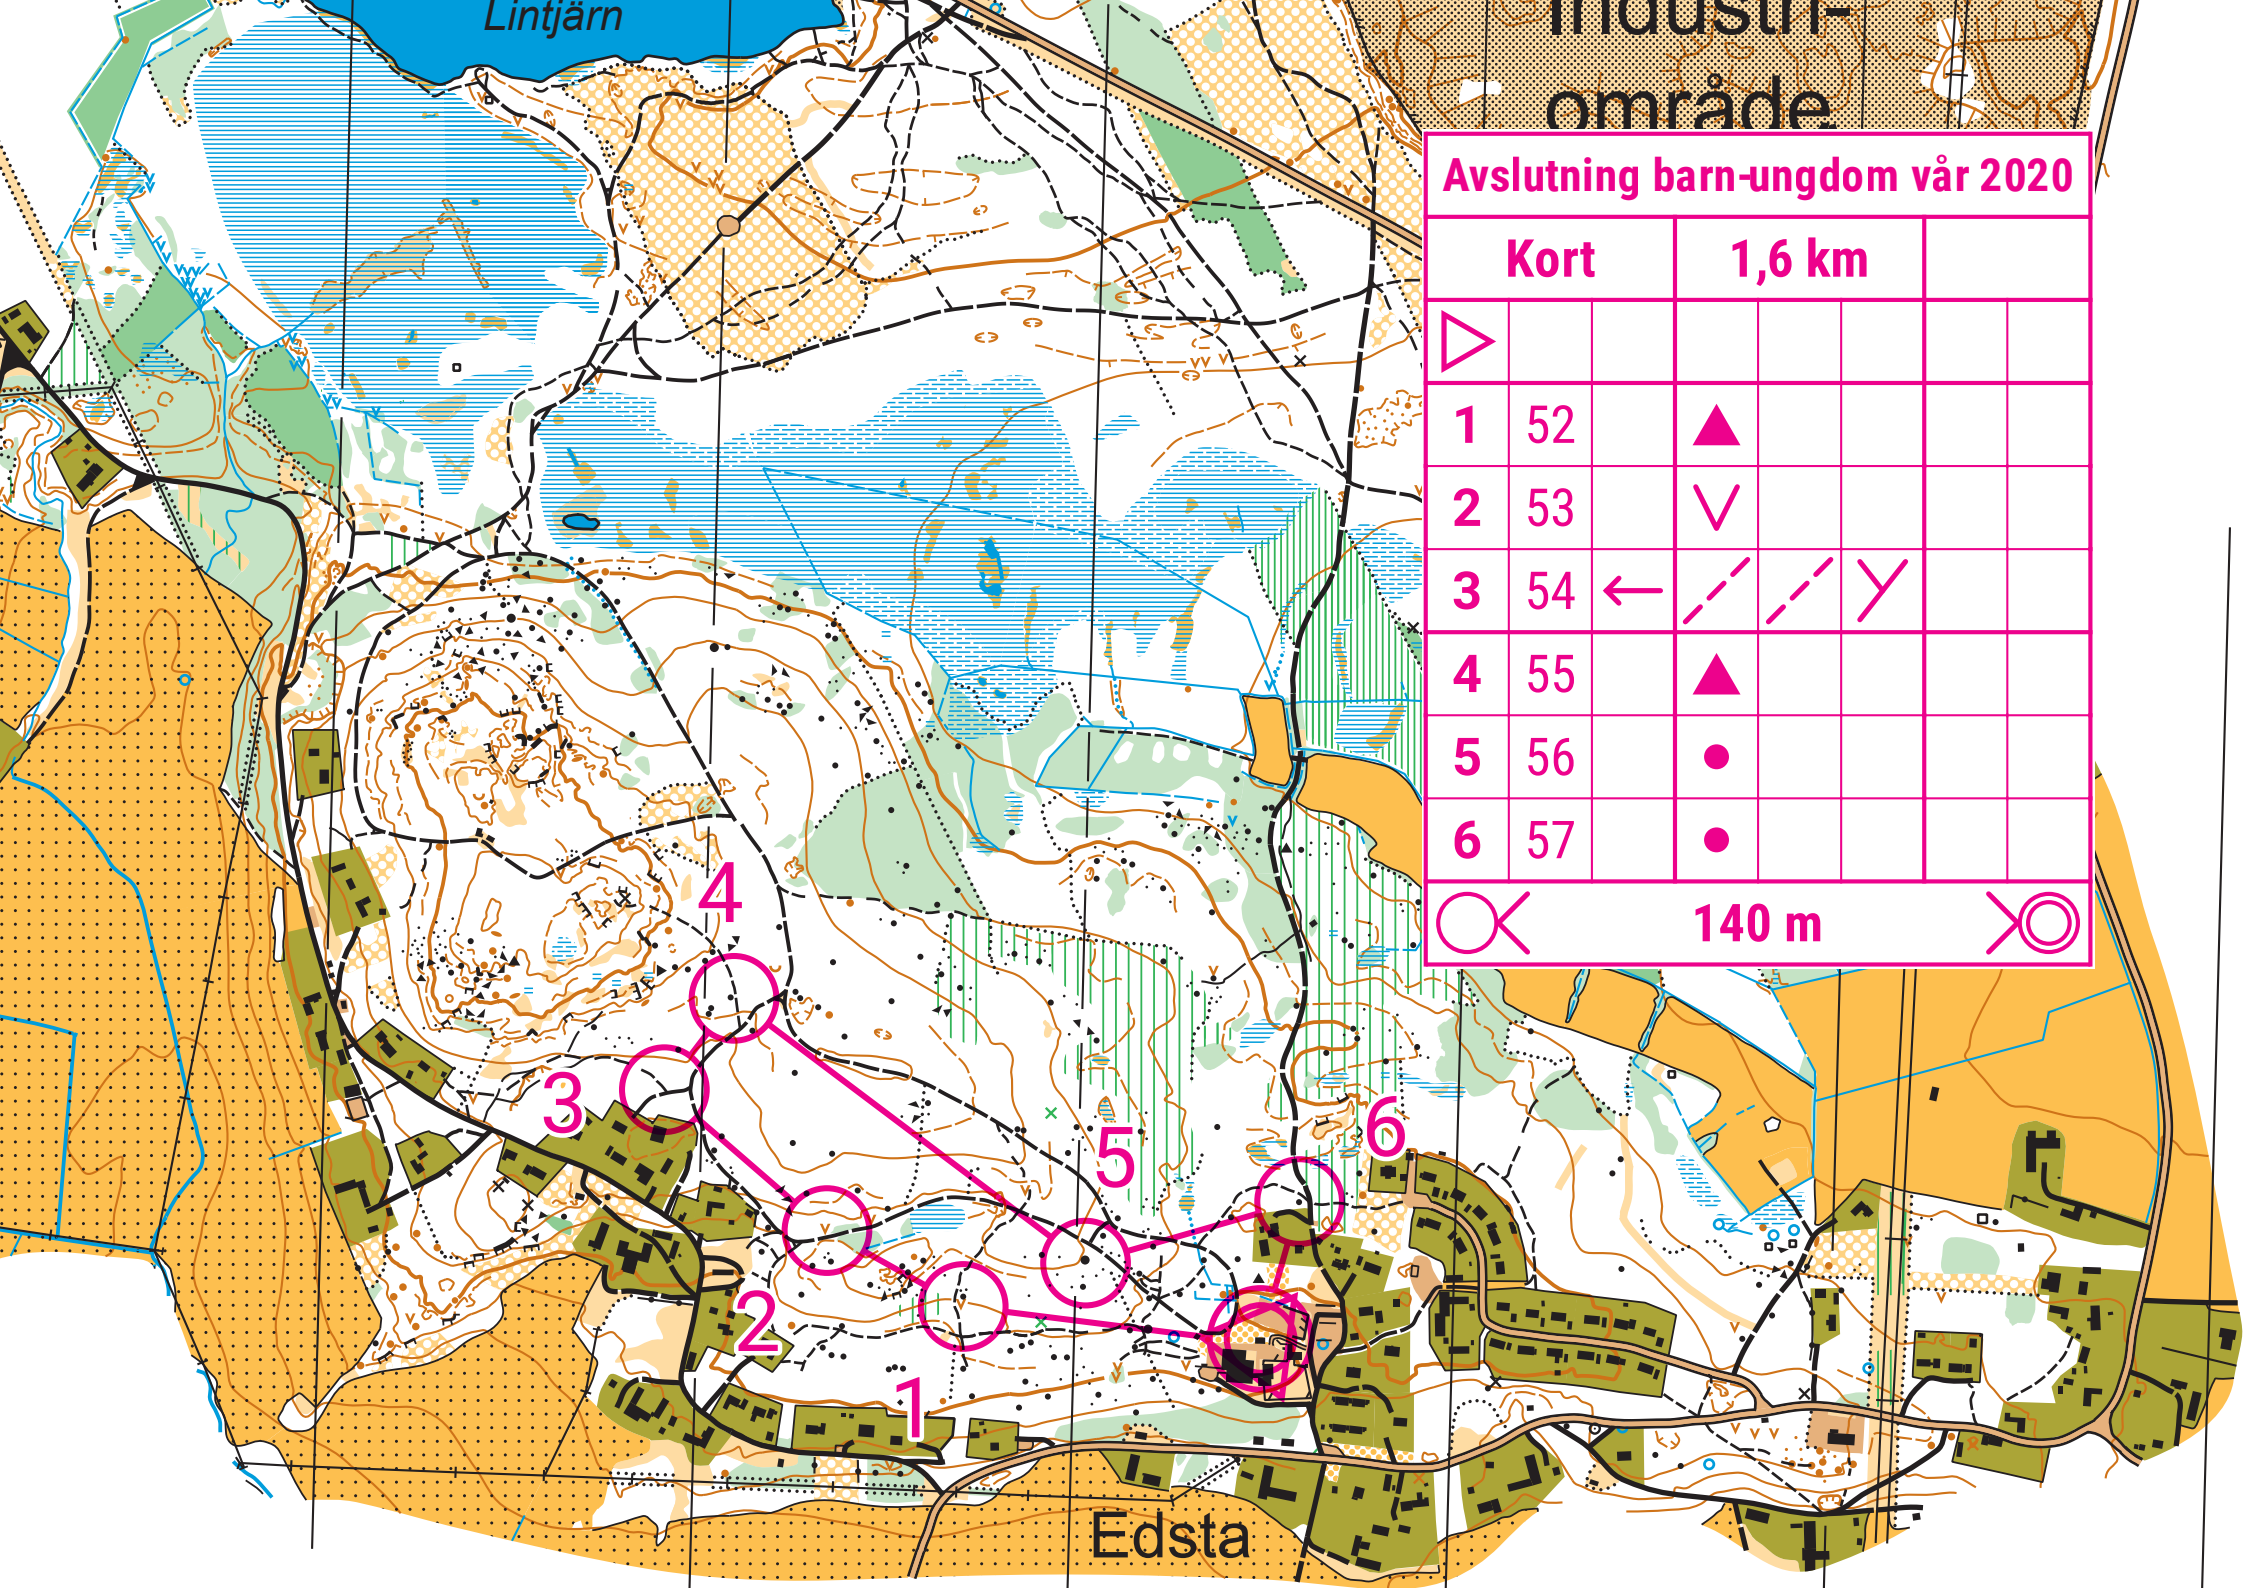 Lintjärn
Industri-
område
Avslutning barn-ungdom vår 2020
Kort 1,6 km
1 52
2 53
3 54
4 55
5 56
6 57
140 m
4
3
5
6
2
1
Edsta